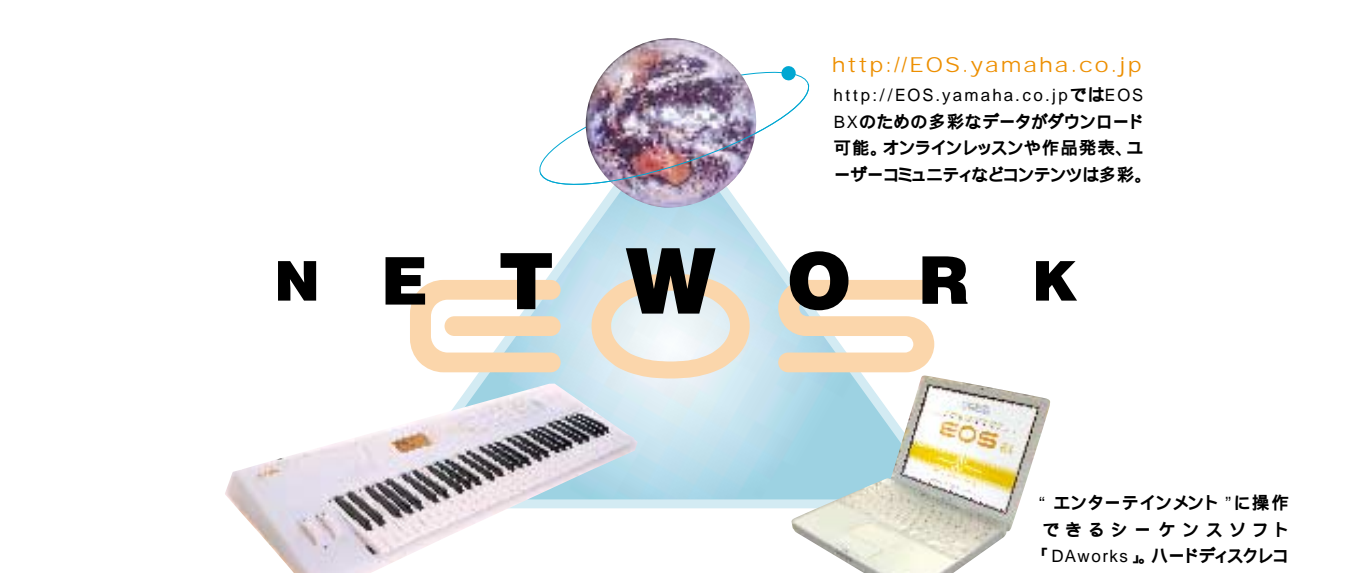 http://EOS.yamaha.co.jp
http://EOS.yamaha.co.jpではEOS
BXのための多彩なデータがダウンロード
可能。オンラインレッスンや作品発表、ユ
ーザーコミュニティなどコンテンツは多彩。
NETWORK
EOS
EOS
“エンターテインメント”に操作
できるシーケンスソフト
『DAworks』。ハードディスクレコ